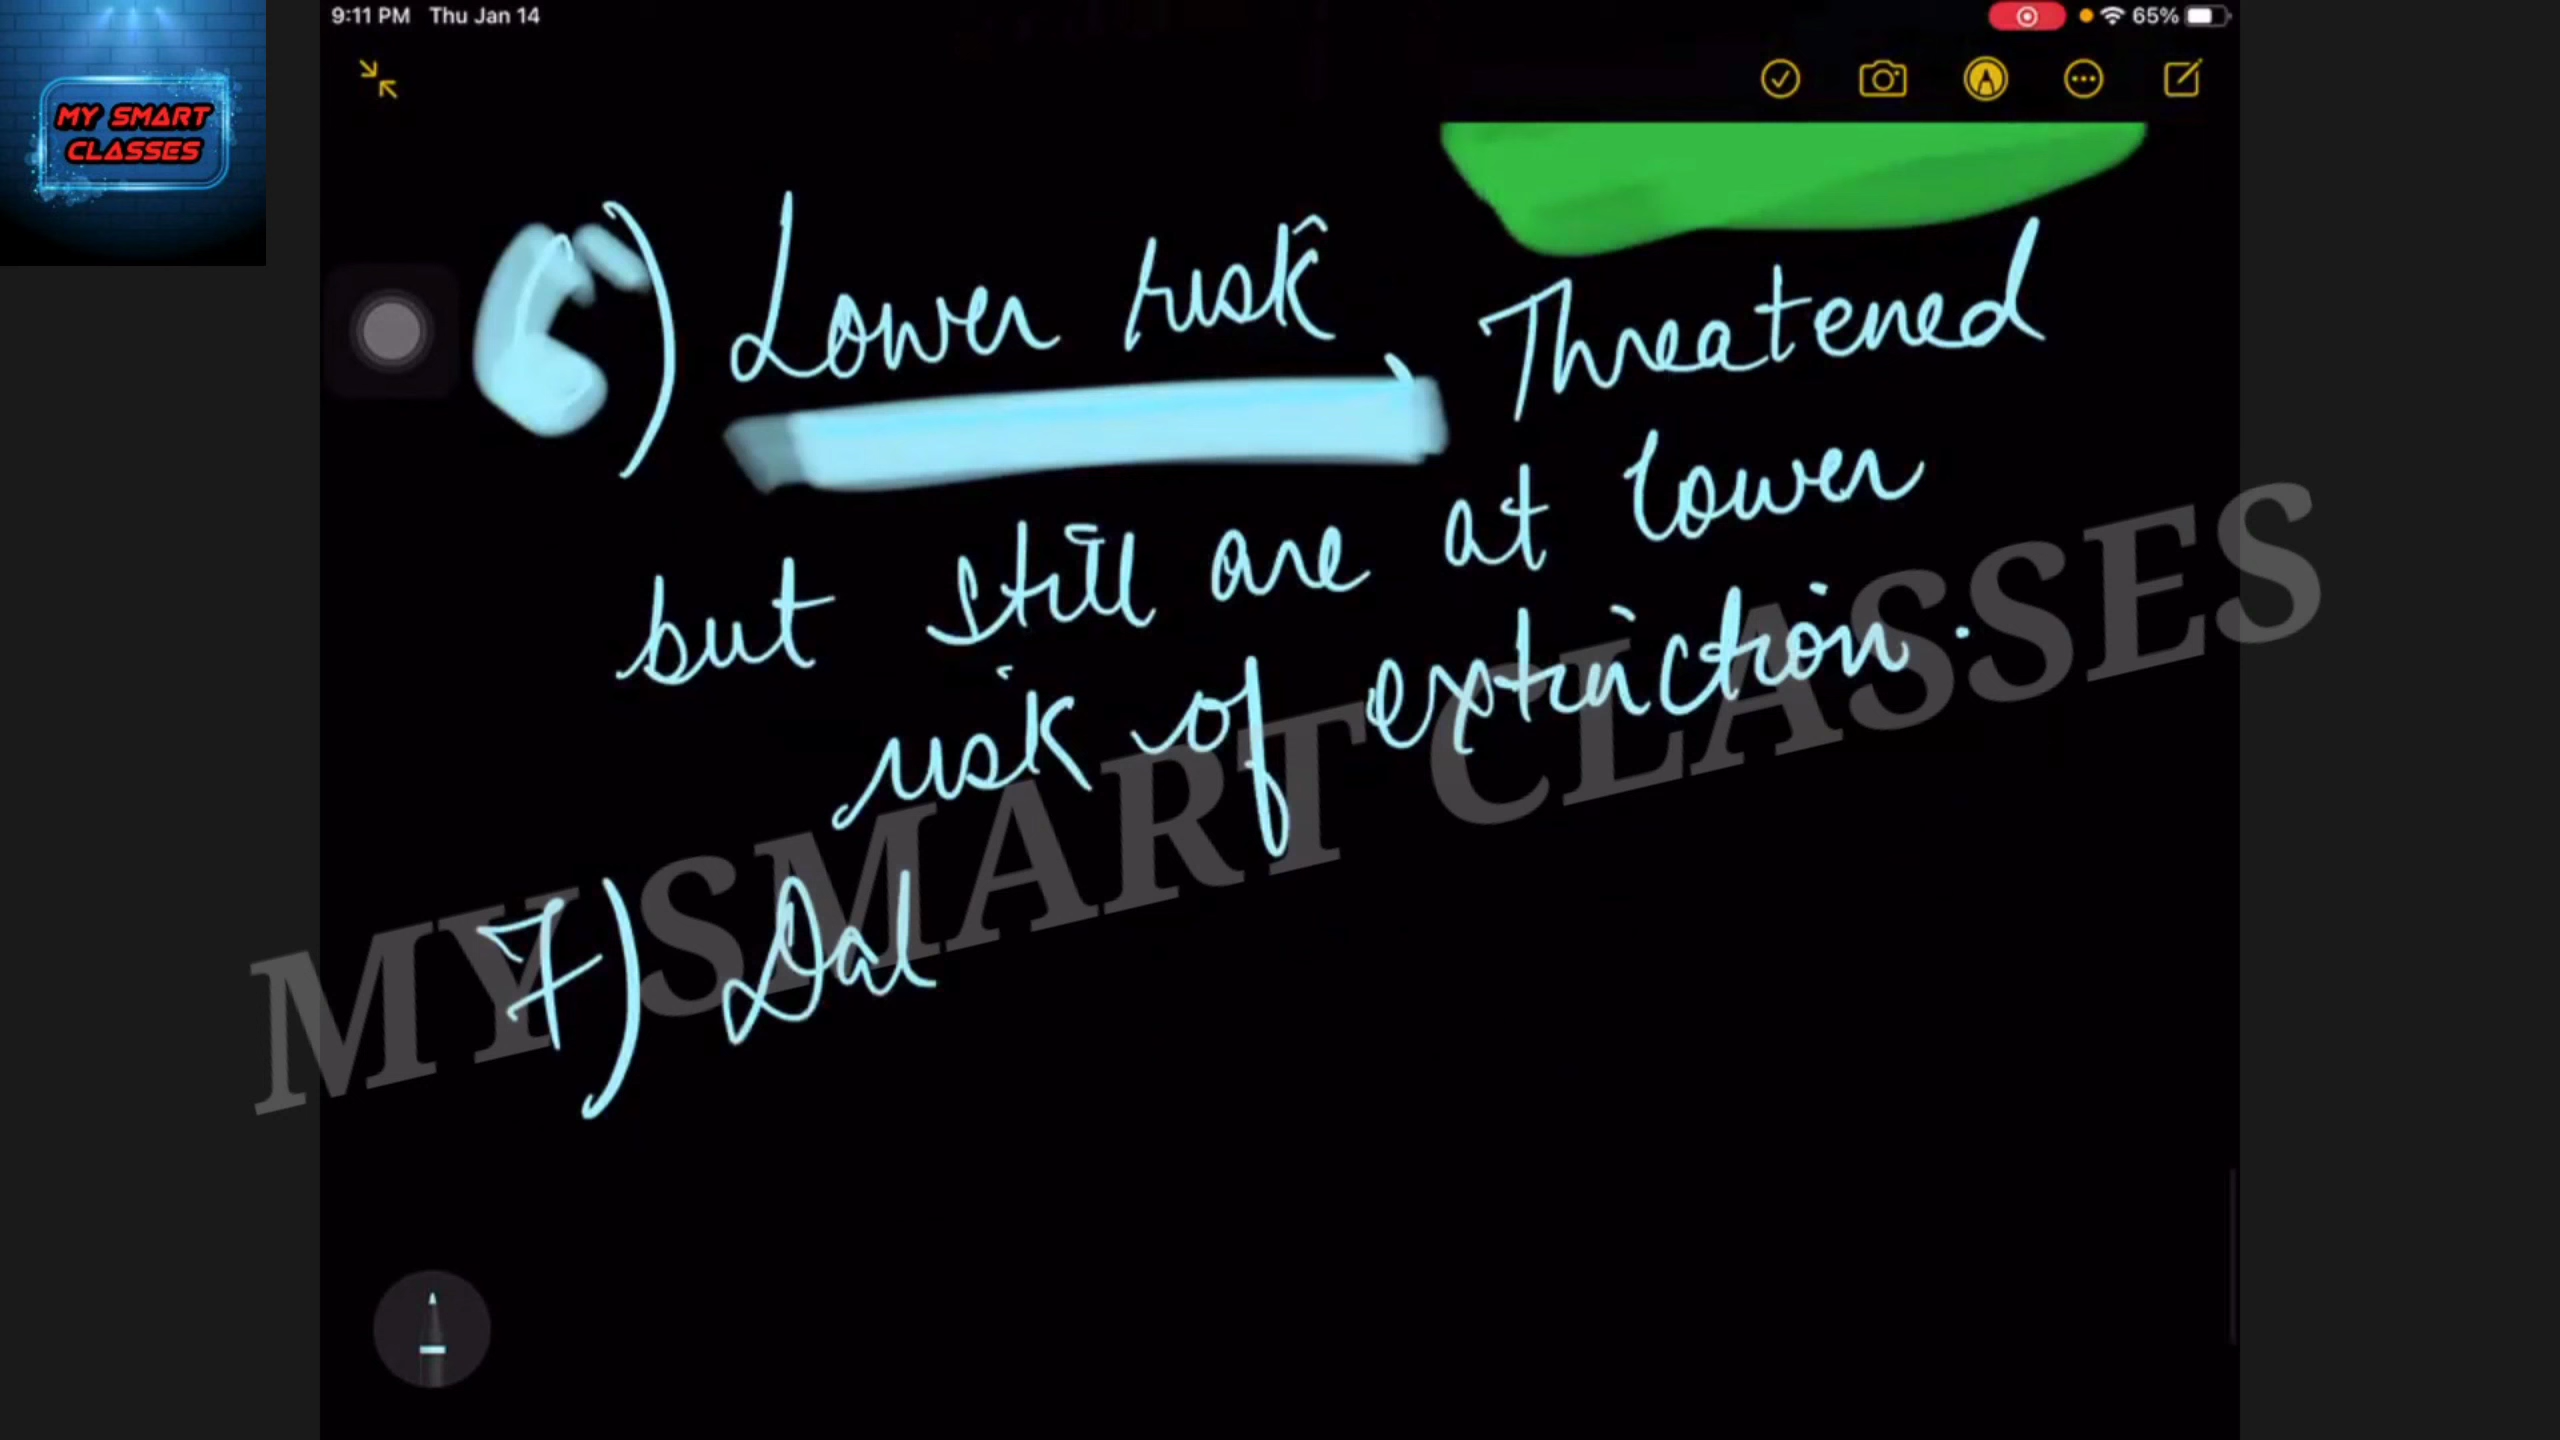 9:11 PM Thu Jan 14
65%
MY SMART
CLASSES
6) Lower risk, Threatened
but still are at lower
risk of extinction.
7) Dal
MY SMART CLASSES